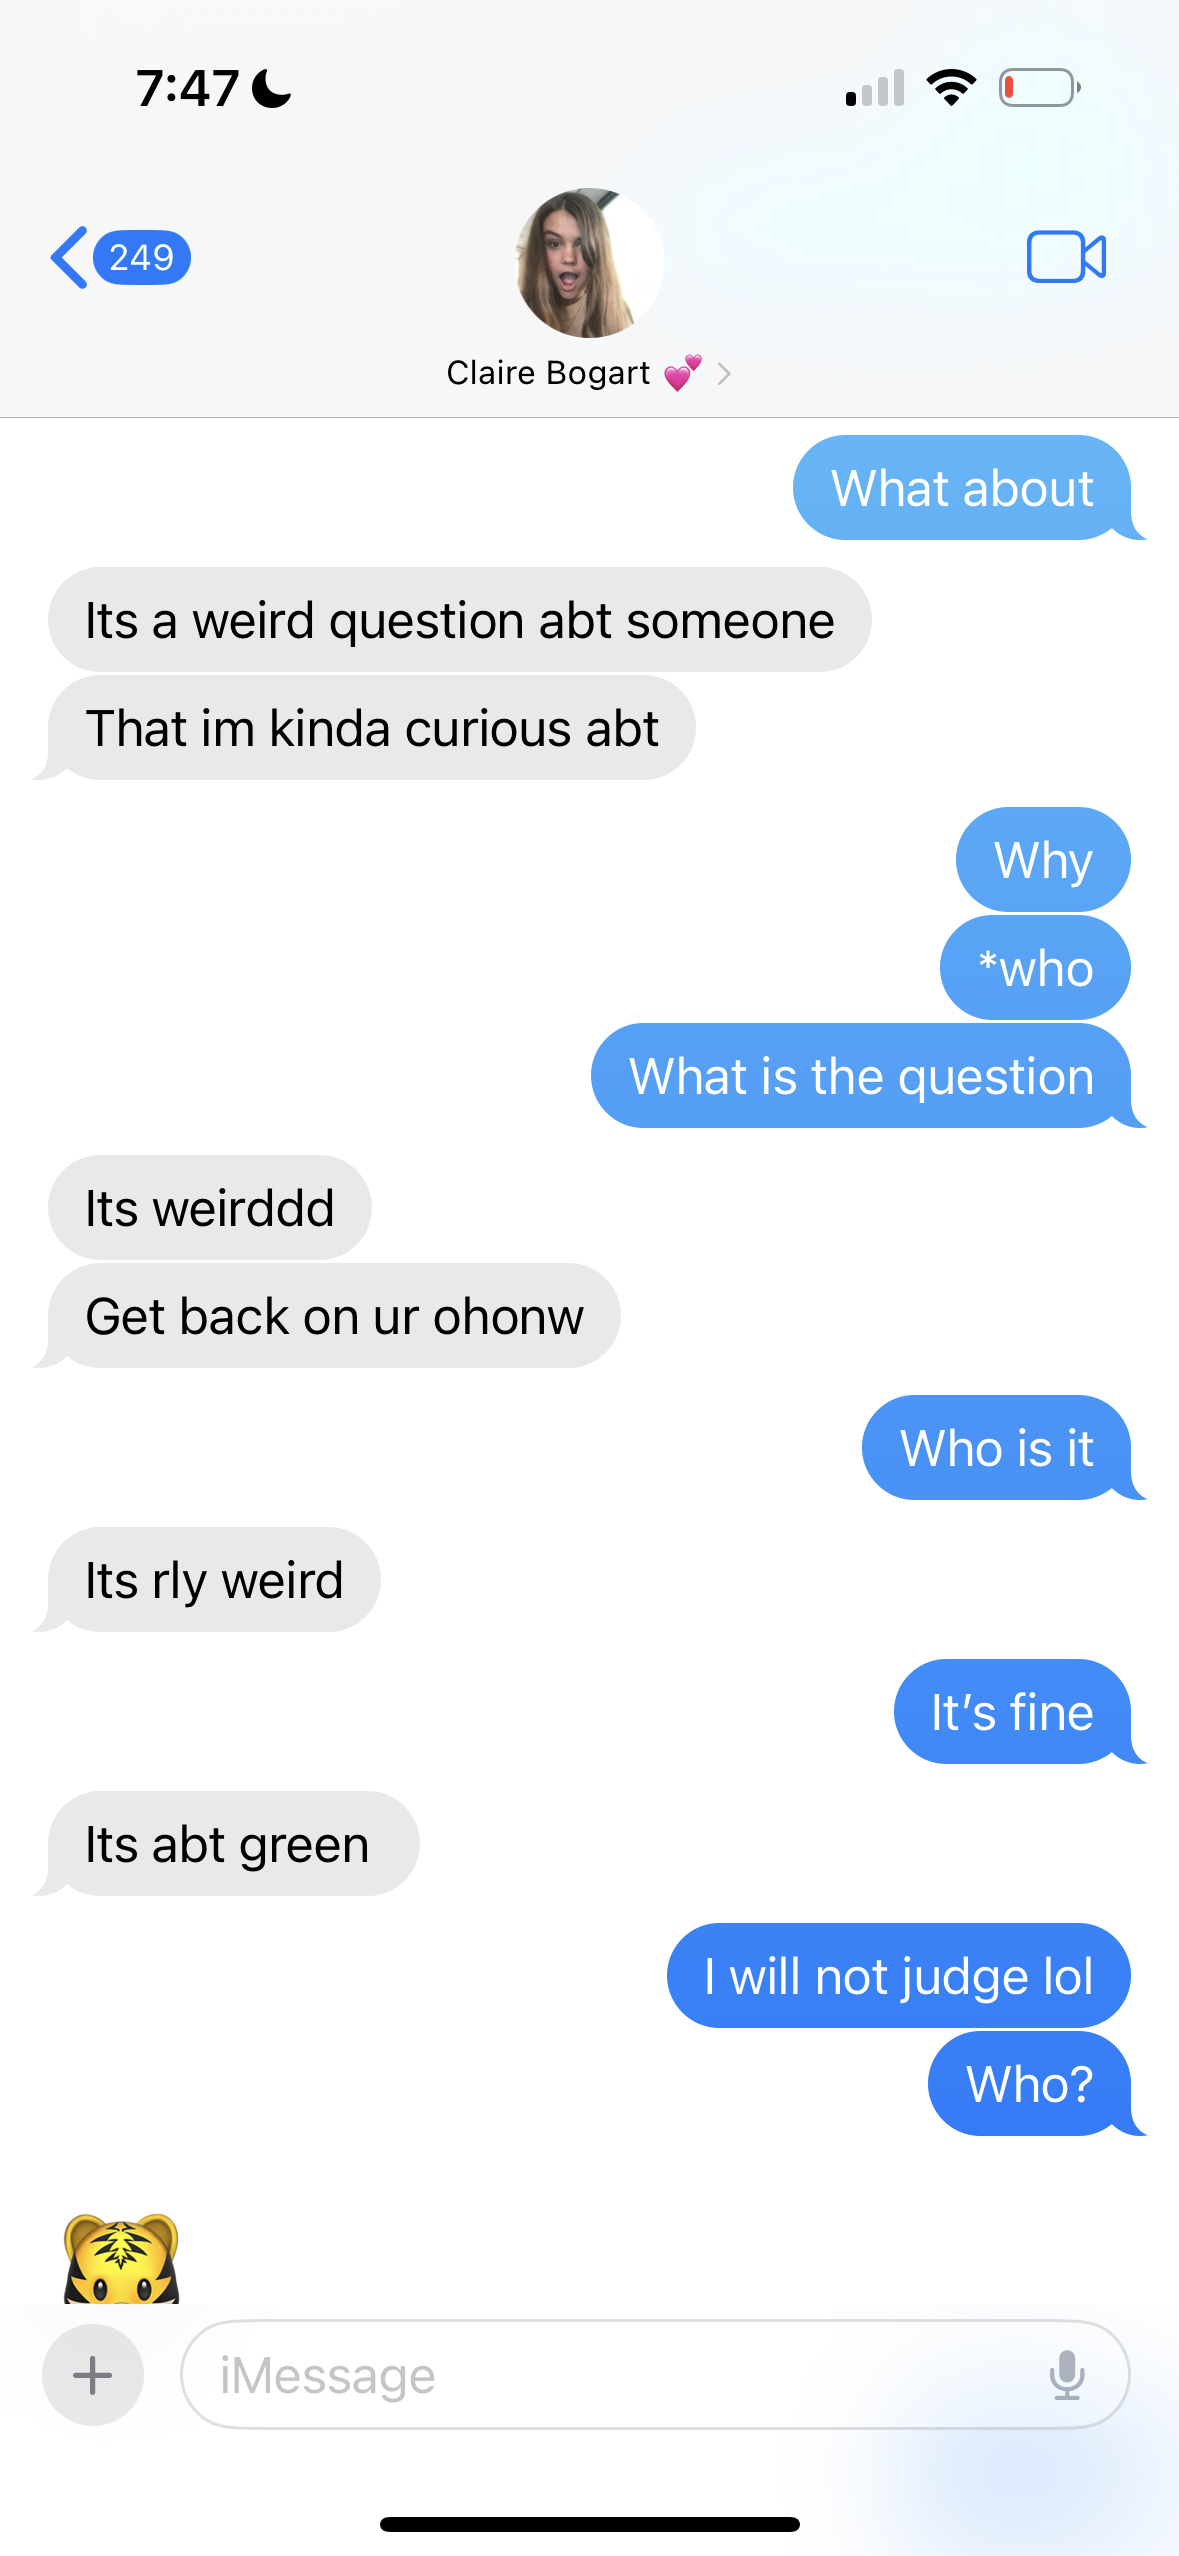 7:47
249
Claire Bogart 💕
What about
Its a weird question abt someone
That im kinda curious abt
Why
*who
What is the question
Its weirddd
Get back on ur ohonw
Who is it
Its rly weird
It’s fine
Its abt green
I will not judge lol
Who?
🐯
iMessage